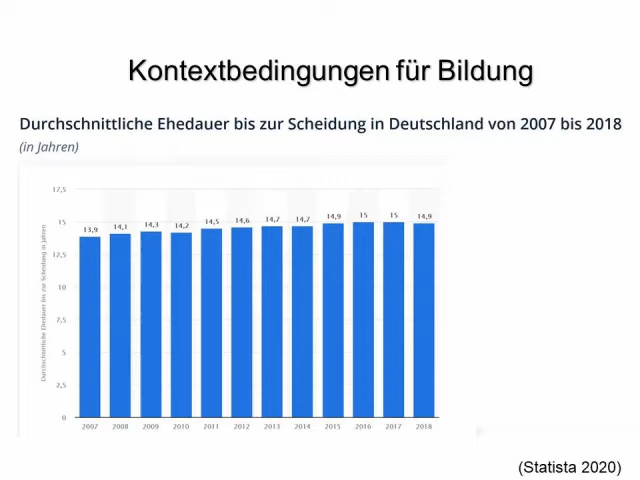 Kontextbedingungen für Bildung
Durchschnittliche Ehedauer bis zur Scheidung in Deutschland von 2007 bis 2018
(in Jahren)
Durchschnittliche Ehedauer bis zur Scheidung in Jahren
17,5
15
12,5
10
7,5
5
2,5
0
13,9 14,1 14,3 14,2 14,5 14,6 14,7 14,7 14,9 15 15 14,9
2007 2008 2009 2010 2011 2012 2013 2014 2015 2016 2017 2018
(Statista 2020)